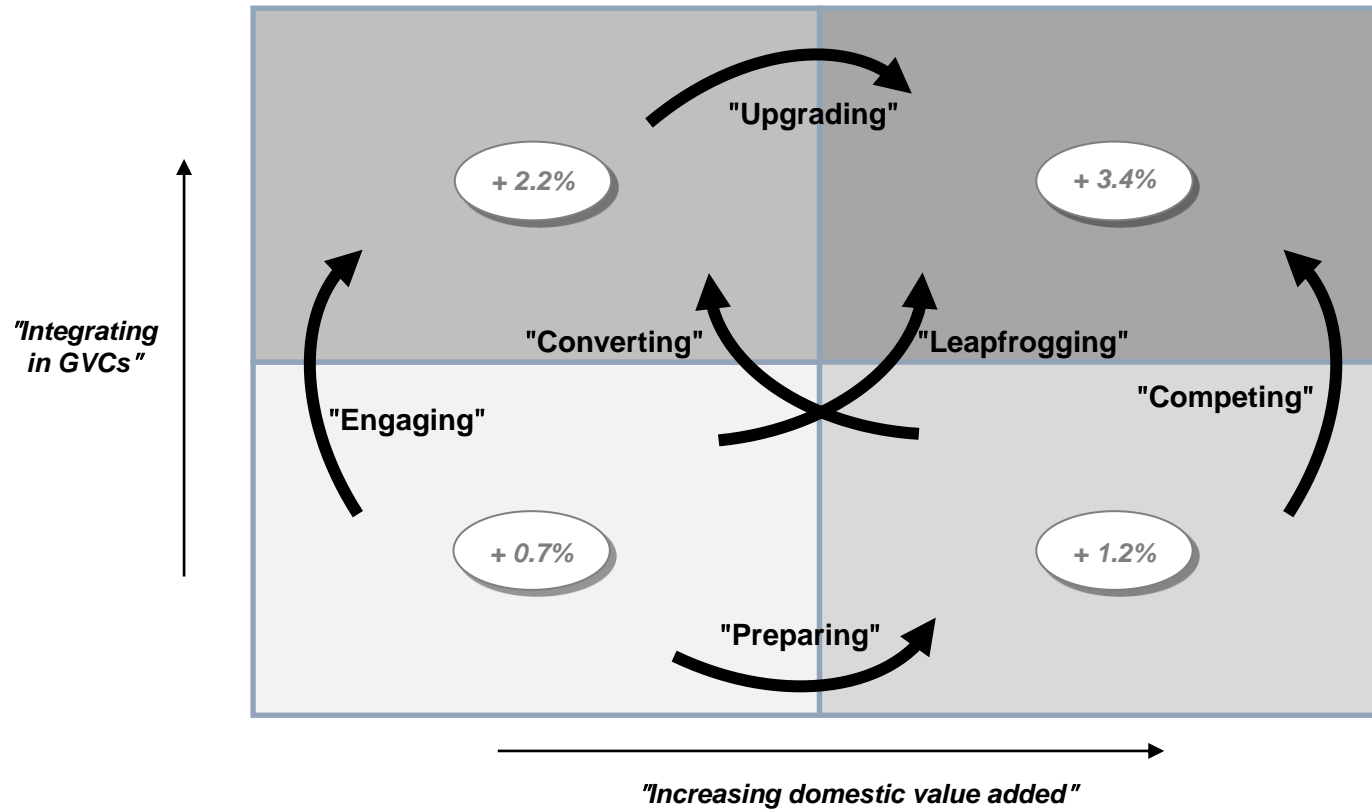 "Upgrading"
+ 2.2%
+ 3.4%
"Integrating
in GVCs"
"Converting"
"Leapfrogging"
"Engaging"
"Competing"
+ 0.7%
+ 1.2%
"Preparing"
"Increasing domestic value added"